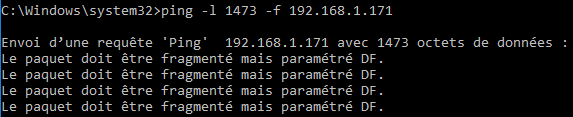 C:\Windows\system32>ping -l 1473 -f 192.168.1.171
Envoi d’une requête 'Ping'  192.168.1.171 avec 1473 octets de données :
Le paquet doit être fragmenté mais paramétré DF.
Le paquet doit être fragmenté mais paramétré DF.
Le paquet doit être fragmenté mais paramétré DF.
Le paquet doit être fragmenté mais paramétré DF.